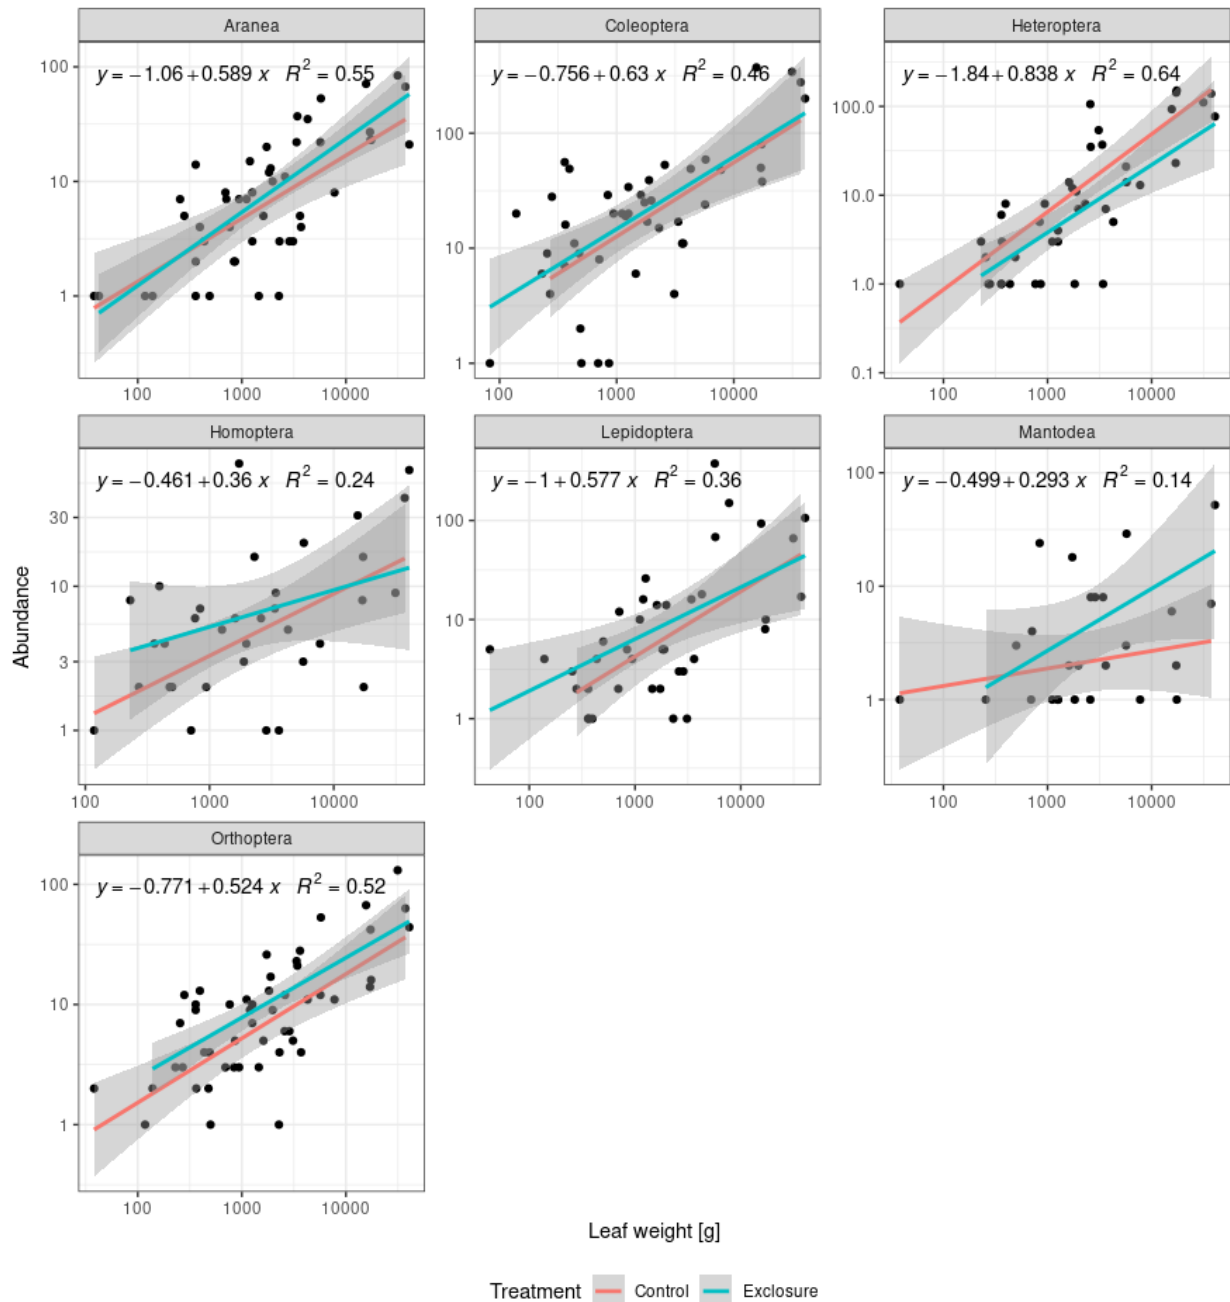 Aranea
Coleoptera
Heteroptera
y = −1.06 + 0.589 x R² = 0.55
y = −0.756 + 0.63 x R² = 0.46
y = −1.84 + 0.838 x R² = 0.64
100
10
1
100
10
1
100.0
10.0
1.0
0.1
100 1000 10000
100 1000 10000
100 1000 10000
Homoptera
Lepidoptera
Mantodea
y = −0.461 + 0.36 x R² = 0.24
y = −1 + 0.577 x R² = 0.36
y = −0.499 + 0.293 x R² = 0.14
30
10
3
1
100
10
1
100
10
1
100 1000 10000
100 1000 10000
100 1000 10000
Abundance
Orthoptera
y = −0.771 + 0.524 x R² = 0.52
100
10
1
100 1000 10000
Leaf weight [g]
Treatment Control Exclosure